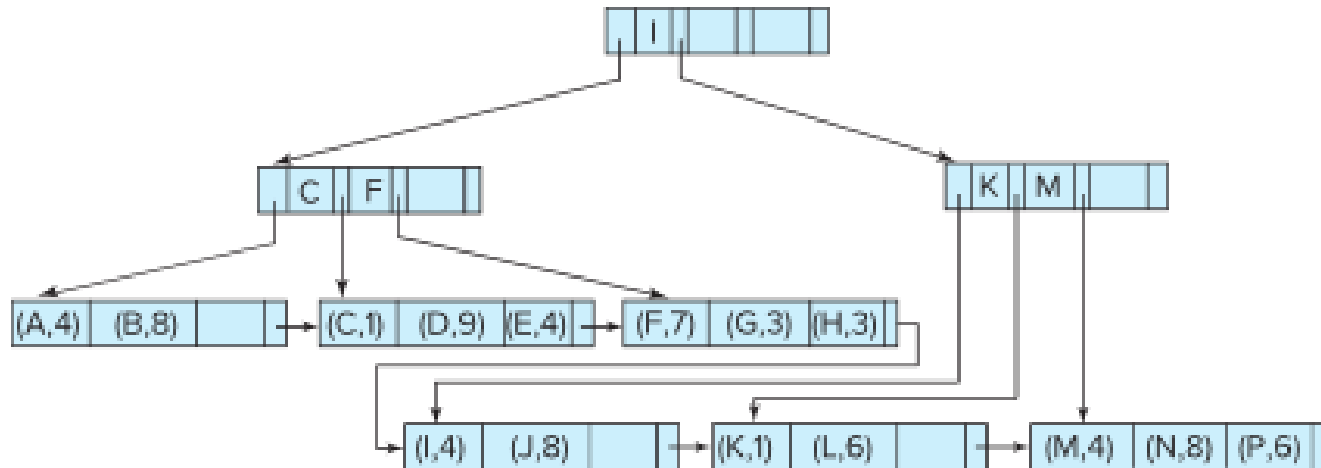 I
C F
K M
(A,4) (B,8)
(C,1) (D,9) (E,4)
(F,7) (G,3) (H,3)
(I,4) (J,8)
(K,1) (L,6)
(M,4) (N,8) (P,6)